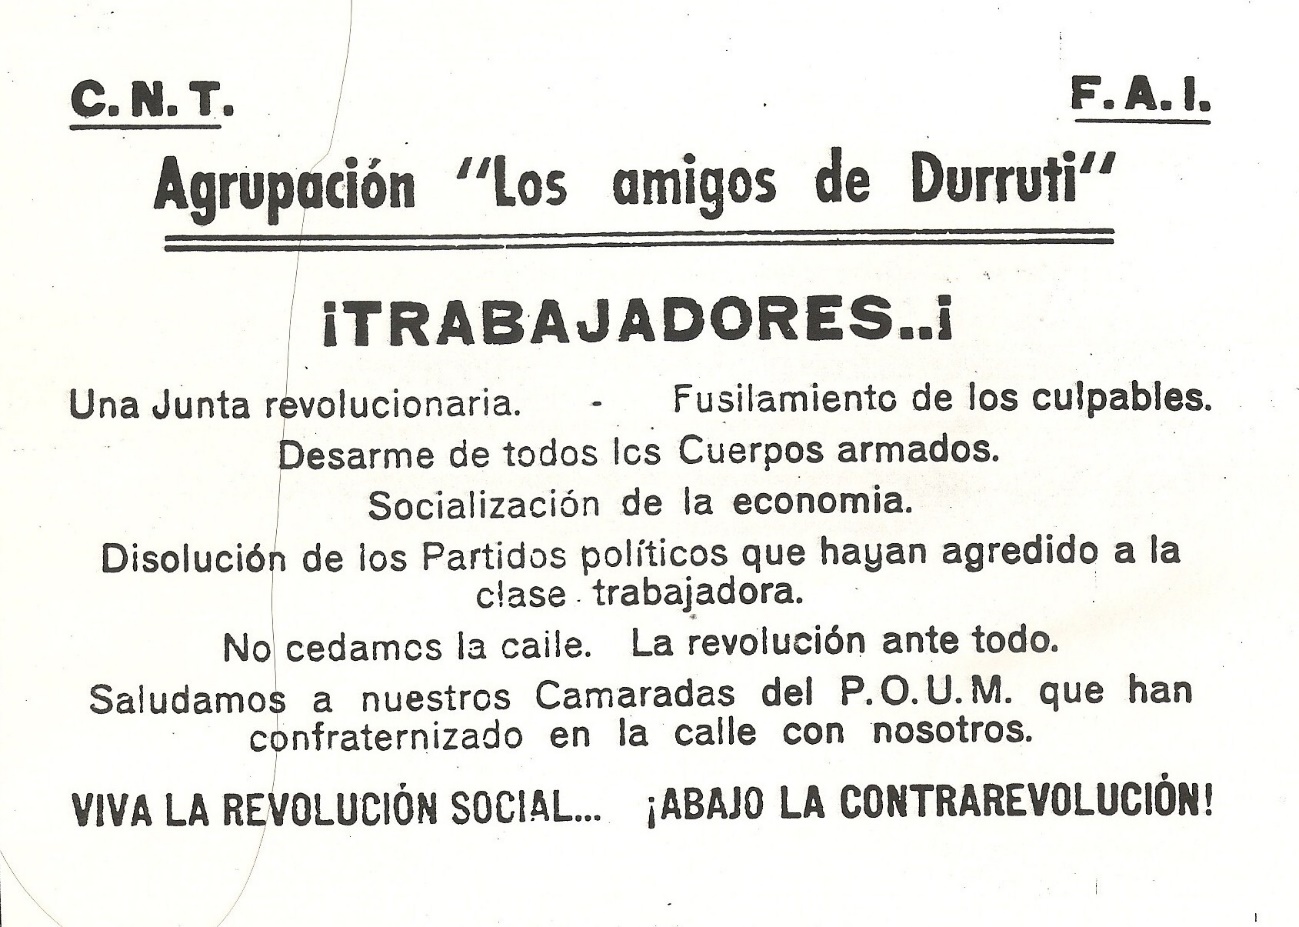 C.N.T. F.A.I.
Agrupación "Los amigos de Durruti"
¡TRABAJADORES..¡
Una Junta revolucionaria. - Fusilamiento de los culpables.
Desarme de todos los Cuerpos armados.
Socialización de la economia.
Disolución de los Partidos políticos que hayan agredido a la
clase trabajadora.
No cedamos la calle. La revolución ante todo.
Saludamos a nuestros Camaradas del P.O.U.M. que han
confraternizado en la calle con nosotros.
VIVA LA REVOLUCIÓN SOCIAL... ¡ABAJO LA CONTRAREVOLUCIÓN!